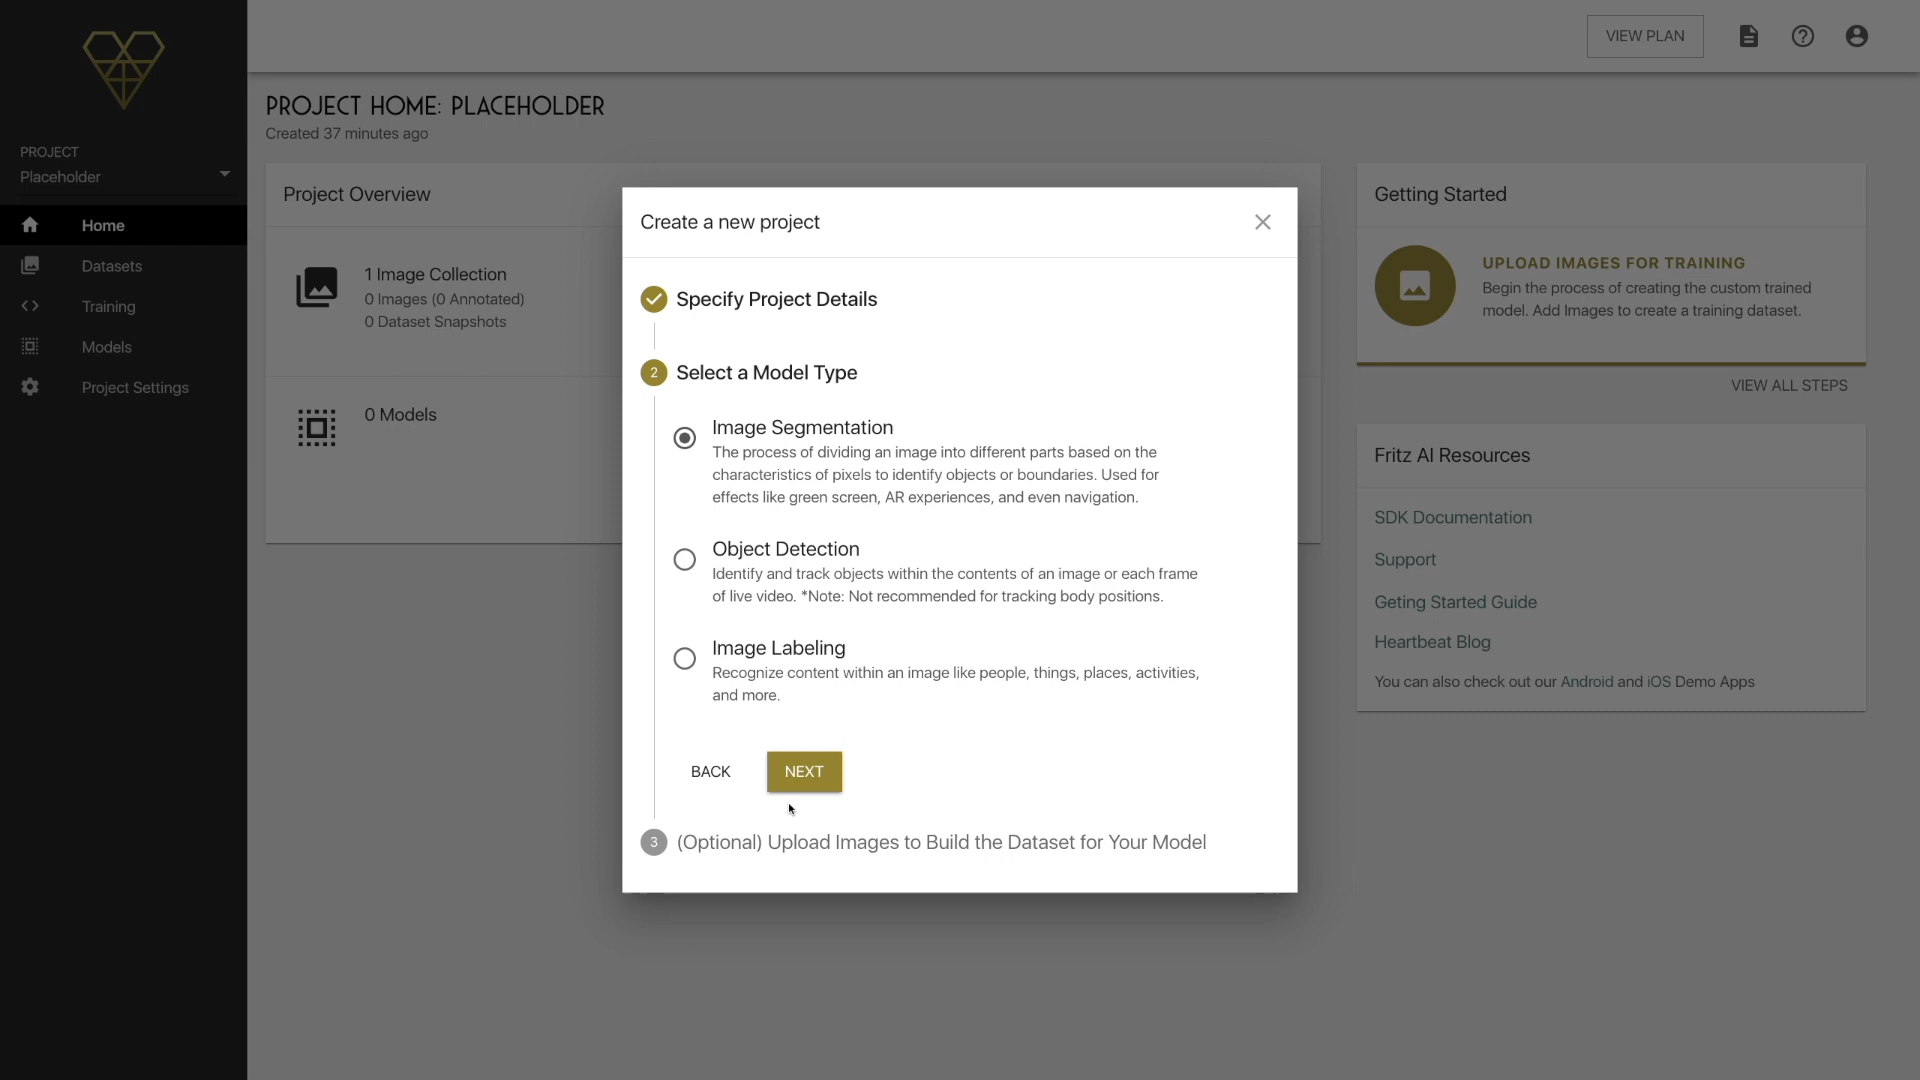 VIEW PLAN
PROJECT HOME: PLACEHOLDER
Created 37 minutes ago
PROJECT
Placeholder
Home
Datasets
Training
Models
Project Settings
Project Overview
1 Image Collection
0 Images (0 Annotated)
0 Dataset Snapshots
0 Models
Create a new project
Specify Project Details
2 Select a Model Type
Image Segmentation
The process of dividing an image into different parts based on the
characteristics of pixels to identify objects or boundaries. Used for
effects like green screen, AR experiences, and even navigation.
Object Detection
Identify and track objects within the contents of an image or each frame
of live video. *Note: Not recommended for tracking body positions.
Image Labeling
Recognize content within an image like people, things, places, activities,
and more.
BACK
NEXT
3 (Optional) Upload Images to Build the Dataset for Your Model
Getting Started
UPLOAD IMAGES FOR TRAINING
Begin the process of creating the custom trained
model. Add Images to create a training dataset.
VIEW ALL STEPS
Fritz AI Resources
SDK Documentation
Support
Geting Started Guide
Heartbeat Blog
You can also check out our Android and iOS Demo Apps